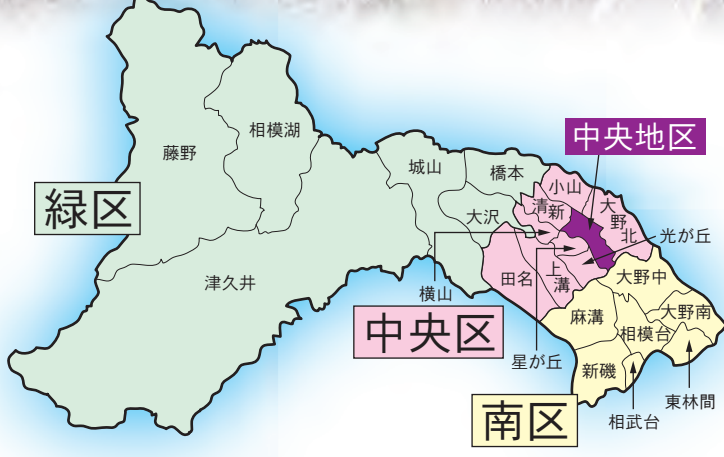 中央地区
相模湖
藤野
城山
橋本
小山
清新
大野北
緑区
大沢
光が丘
津久井
横山
田名
上溝
大野中
中央区
星が丘
麻溝
大野南
相模台
新磯
南区
相武台
東林間